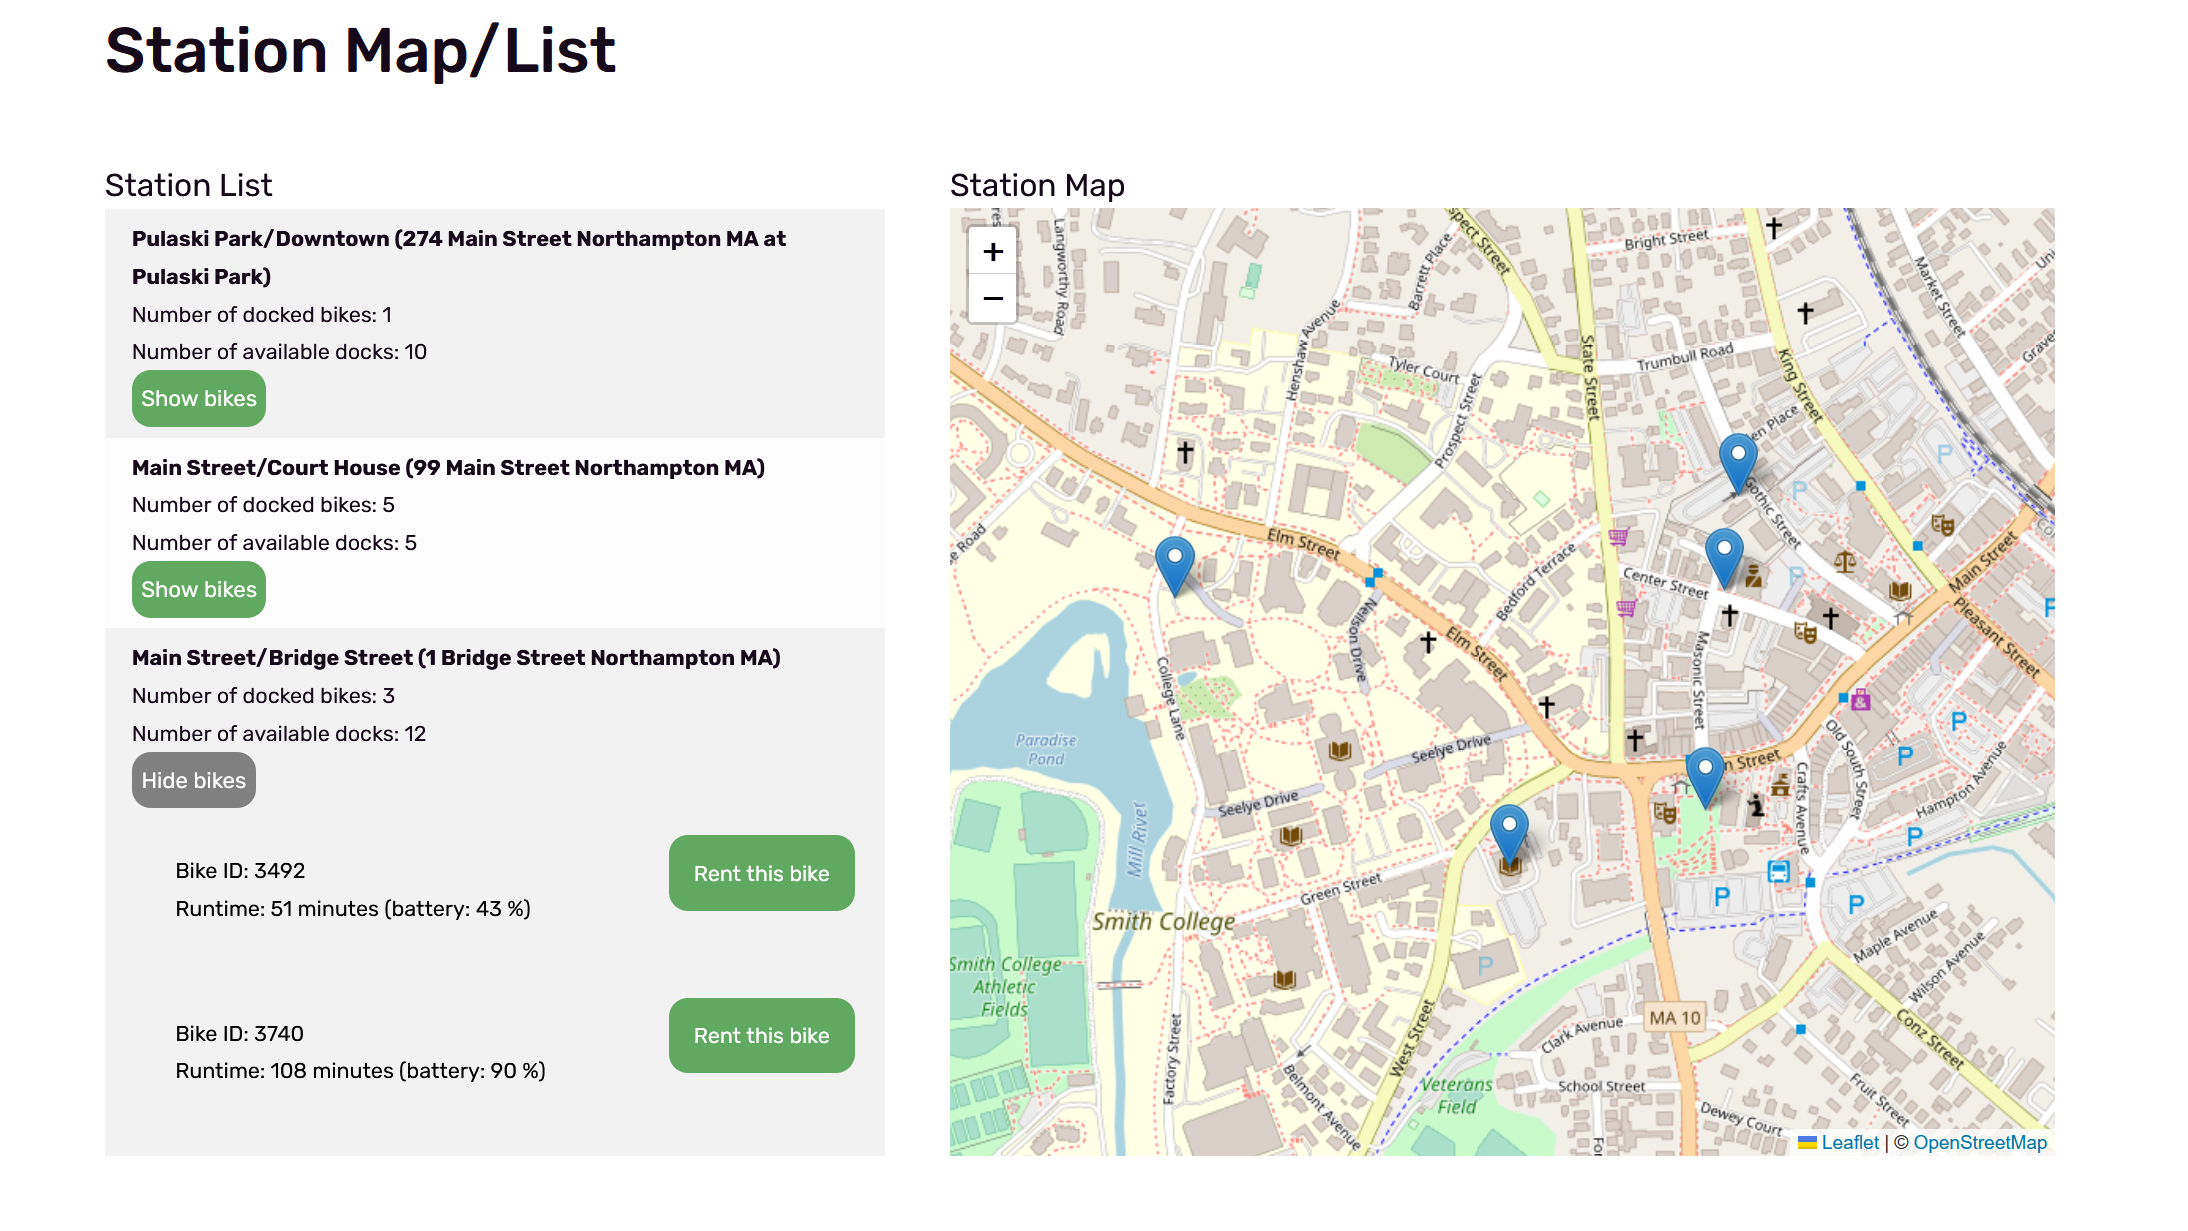 Station Map/List
Station List
Pulaski Park/Downtown (274 Main Street Northampton MA at
Pulaski Park)
Number of docked bikes: 1
Number of available docks: 10
Show bikes
Main Street/Court House (99 Main Street Northampton MA)
Number of docked bikes: 5
Number of available docks: 5
Show bikes
Main Street/Bridge Street (1 Bridge Street Northampton MA)
Number of docked bikes: 3
Number of available docks: 12
Hide bikes
Bike ID: 3492
Runtime: 51 minutes (battery: 43 %)
Rent this bike
Bike ID: 3740
Runtime: 108 minutes (battery: 90 %)
Rent this bike
Station Map
+
−
Langworthy Road
Barrett Place
Bright Street
Market Street
Henshaw Avenue
Tyler Court
Prospect Street
State Street
Trumbull Road
King Street
Gothic Street
Elm Street
Bedford Terrace
Center Street
Main Street
Pleasant Street
Neilson Drive
Elm Street
Masonic Street
College Lane
Paradise
Pond
Seelye Drive
Seelye Drive
Old South Street
Crafts Avenue
Hampton Avenue
Mill River
Green Street
Smith College
Smith College
Athletic
Fields
Maple Avenue
Wilson Avenue
MA 10
Clark Avenue
Conz Street
Factory Street
West Street
Belmont Avenue
Veterans
Field
School Street
Fruit Street
Dewey Court
P
P
P
P
P
P
P
P
P
P
Leaflet | © OpenStreetMap